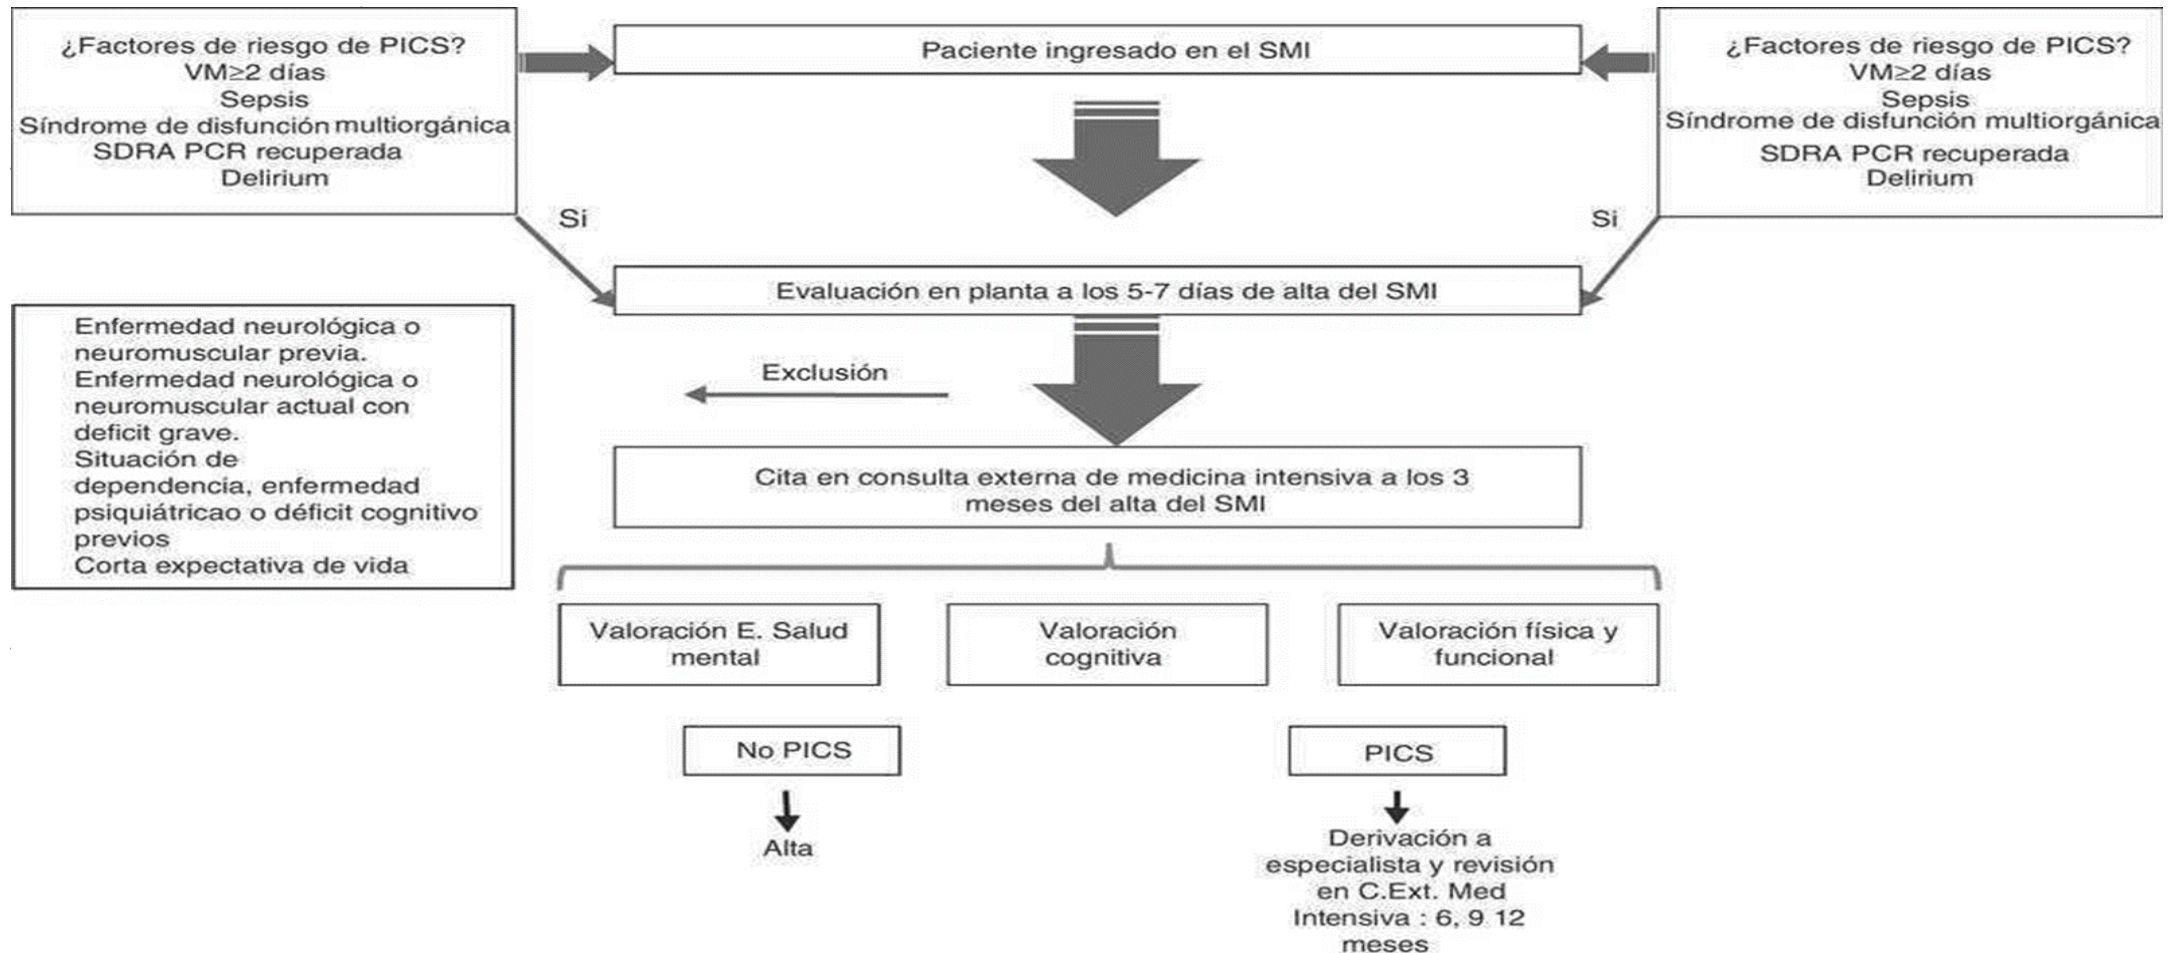 ¿Factores de riesgo de PICS?
VM≥2 días
Sepsis
Síndrome de disfunción multiorgánica
SDRA PCR recuperada
Delirium
Paciente ingresado en el SMI
¿Factores de riesgo de PICS?
VM≥2 días
Sepsis
Síndrome de disfunción multiorgánica
SDRA PCR recuperada
Delirium
Si
Si
Evaluación en planta a los 5-7 días de alta del SMI
Enfermedad neurológica o
neuromuscular previa.
Enfermedad neurológica o
neuromuscular actual con
deficit grave.
Situación de
dependencia, enfermedad
psiquiátricao o déficit cognitivo
previos
Corta expectativa de vida
Exclusión
Cita en consulta externa de medicina intensiva a los 3
meses del alta del SMI
Valoración E. Salud
mental
Valoración
cognitiva
Valoración física y
funcional
No PICS
Alta
PICS
Derivación a
especialista y revisión
en C.Ext. Med
Intensiva : 6, 9 12
meses